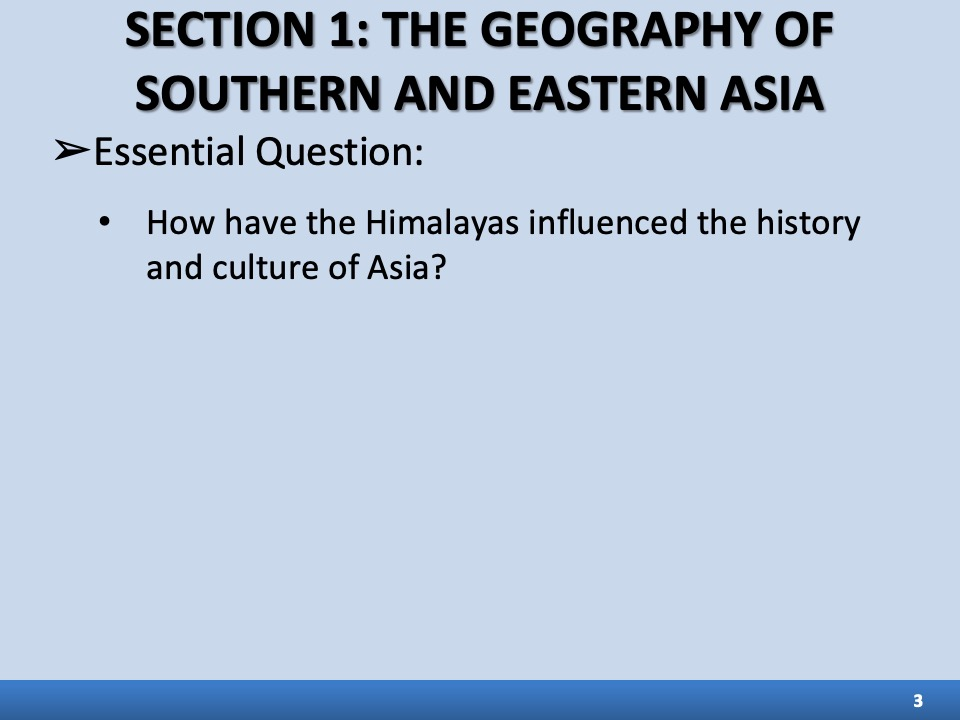 SECTION 1: THE GEOGRAPHY OF
SOUTHERN AND EASTERN ASIA
➢Essential Question:
• How have the Himalayas influenced the history
and culture of Asia?
3